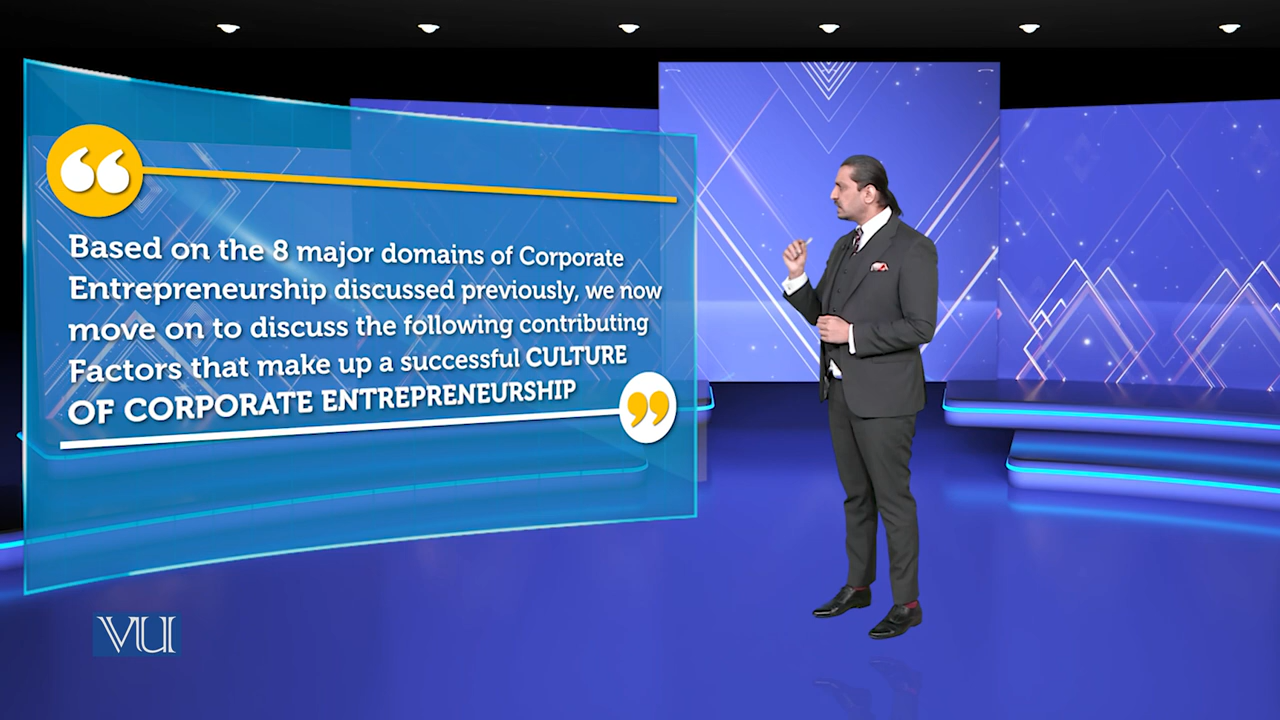 Based on the 8 major domains of Corporate
Entrepreneurship discussed previously, we now
move on to discuss the following contributing
Factors that make up a successful CULTURE
OF CORPORATE ENTREPRENEURSHIP
VU